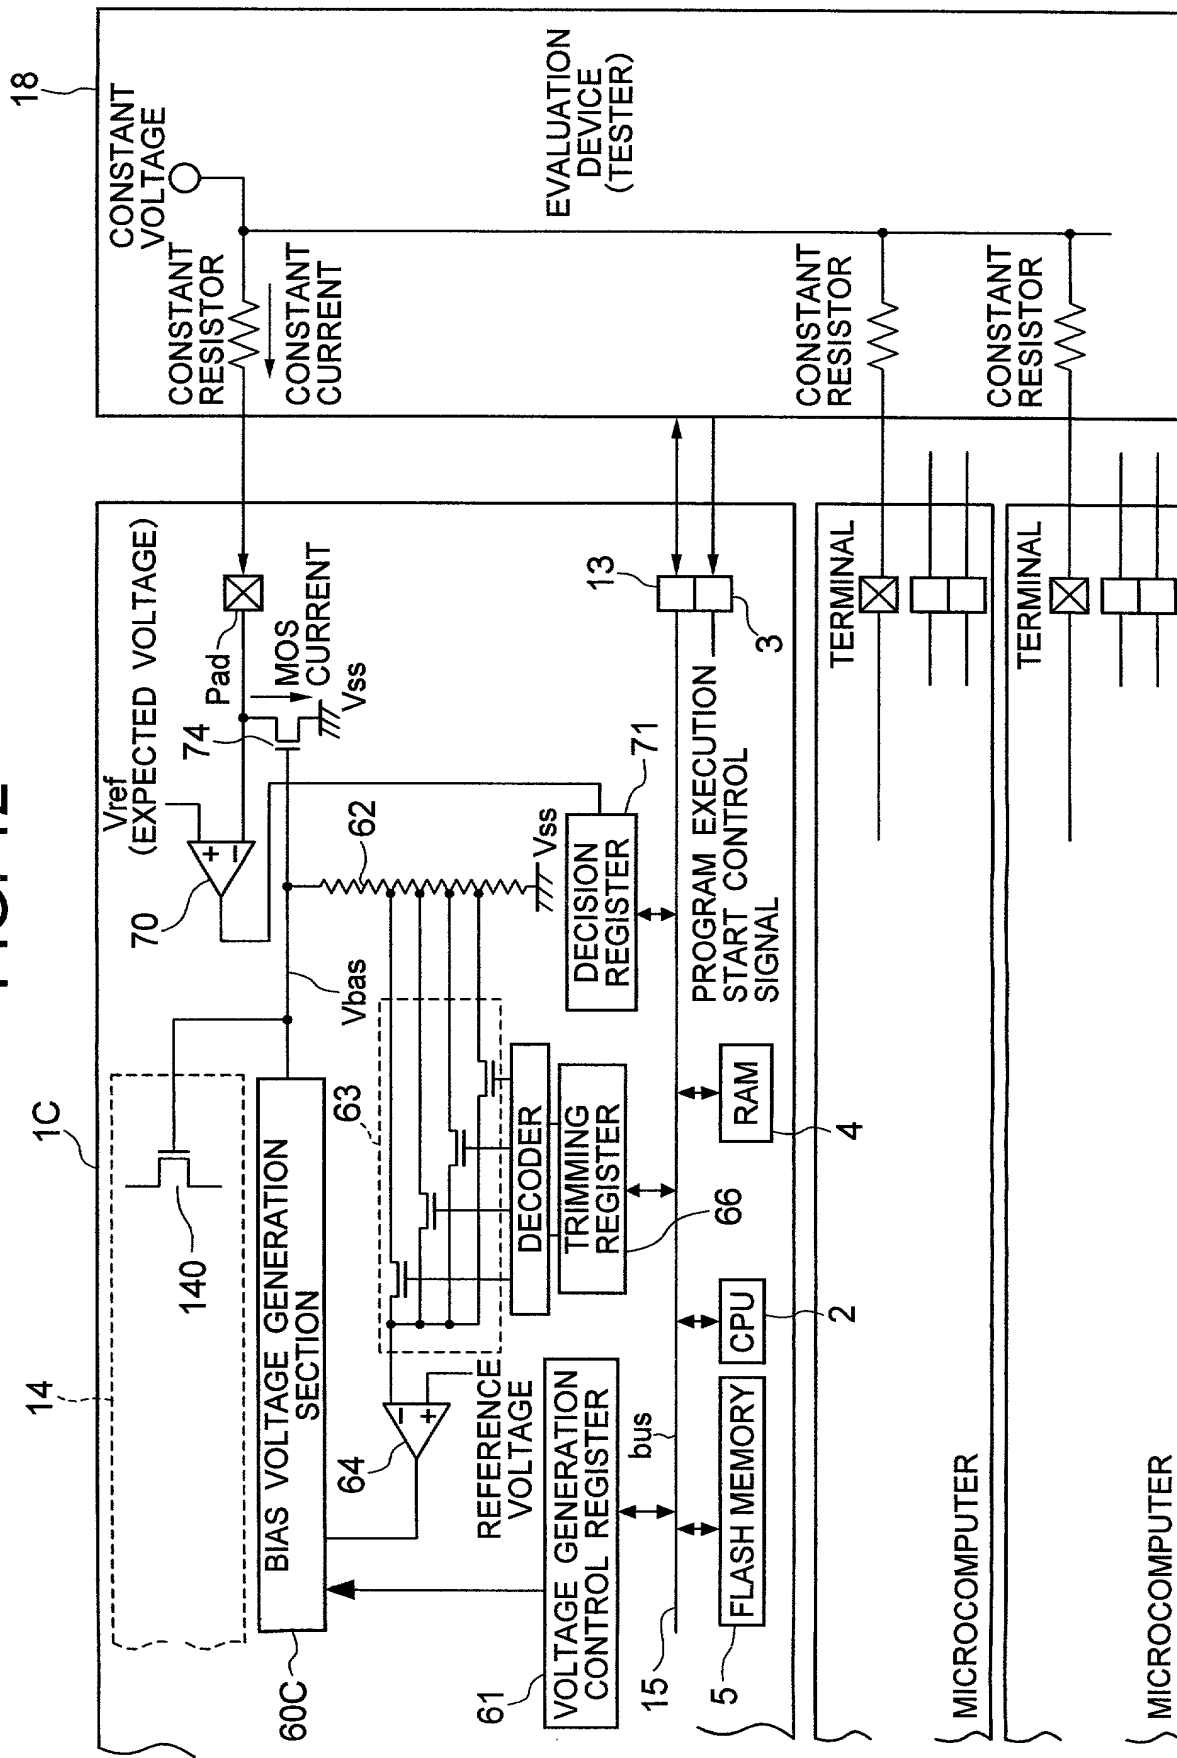 18
CONSTANT
VOLTAGE
CONSTANT
RESISTOR
CONSTANT
CURRENT
EVALUATION
DEVICE
(TESTER)
CONSTANT
RESISTOR
CONSTANT
RESISTOR
Vref
(EXPECTED VOLTAGE)
Pad
MOS
CURRENT
Vss
74
70
+
−
62
Vss
Vbas
1C
14
140
BIAS VOLTAGE GENERATION
SECTION
60C
63
64
−
+
REFERENCE
VOLTAGE
DECODER
TRIMMING
REGISTER
66
DECISION
REGISTER
71
VOLTAGE GENERATION
CONTROL REGISTER
61
13
3
PROGRAM EXECUTION
START CONTROL
SIGNAL
bus
15
FLASH MEMORY
5
CPU
2
RAM
4
TERMINAL
MICROCOMPUTER
TERMINAL
MICROCOMPUTER